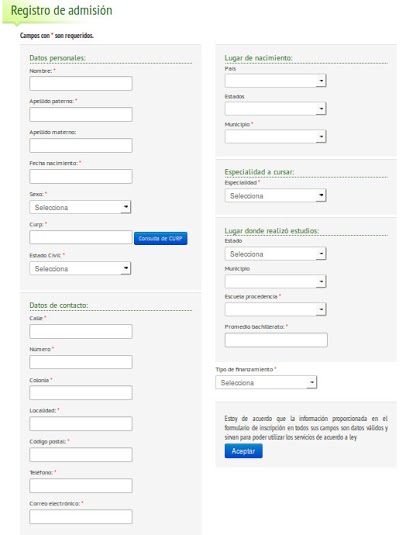 Registro de admisión
Campos con * son requeridos.
Datos personales:
Nombre: *
Apellido paterno: *
Apellido materno:
Fecha nacimiento: *
Sexo: *
Selecciona
Curp: *
Consulta de CURP
Estado Civil: *
Selecciona
Datos de contacto:
Calle *
Número *
Colonia *
Localidad: *
Código postal: *
Teléfono: *
Correo electrónico: *
Lugar de nacimiento:
País
Estados
Municipio *
Especialidad a cursar:
Especialidad *
Selecciona
Lugar donde realizó estudios:
Estado
Selecciona
Municipio
Escuela procedencia *
Promedio bachillerato: *
Tipo de finanzamiento *
Selecciona
Estoy de acuerdo que la información proporcionada en el
formulario de inscripción en todos sus campos son datos válidos y
sirvan para poder utilizar los servicios de acuerdo a ley
Aceptar